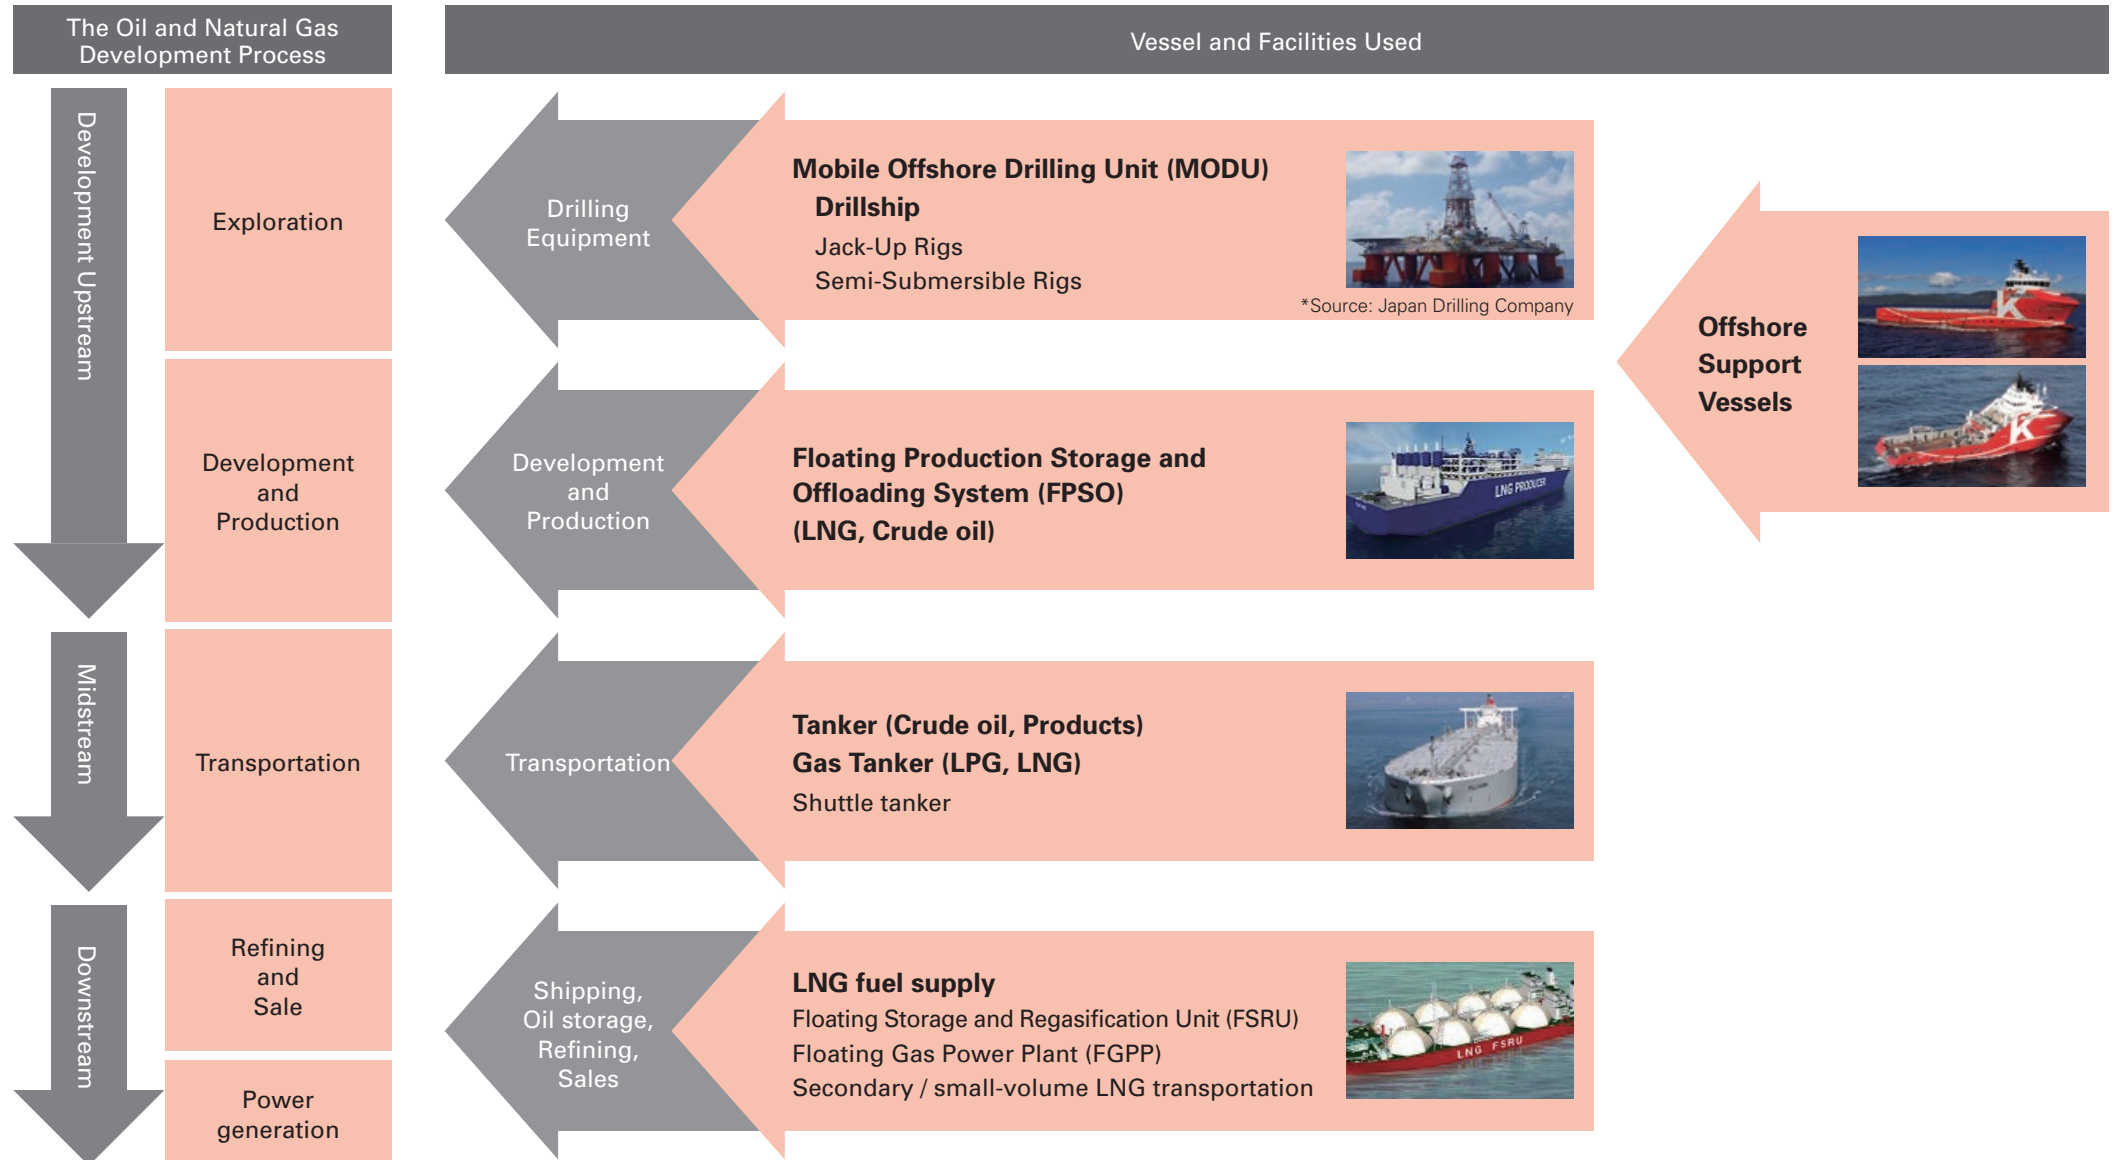 The Oil and Natural Gas
Development Process
Vessel and Facilities Used
Development Upstream
Exploration
Drilling
Equipment
Mobile Offshore Drilling Unit (MODU)
Drillship
Jack-Up Rigs
Semi-Submersible Rigs
*Source: Japan Drilling Company
Offshore
Support
Vessels
K
K
Development
and
Production
Development
and
Production
Floating Production Storage and
Offloading System (FPSO)
(LNG, Crude oil)
LNG PRODUCER
Midstream
Transportation
Transportation
Tanker (Crude oil, Products)
Gas Tanker (LPG, LNG)
Shuttle tanker
Downstream
Refining
and
Sale
Power
generation
Shipping,
Oil storage,
Refining,
Sales
LNG fuel supply
Floating Storage and Regasification Unit (FSRU)
Floating Gas Power Plant (FGPP)
Secondary / small-volume LNG transportation
LNG FSRU